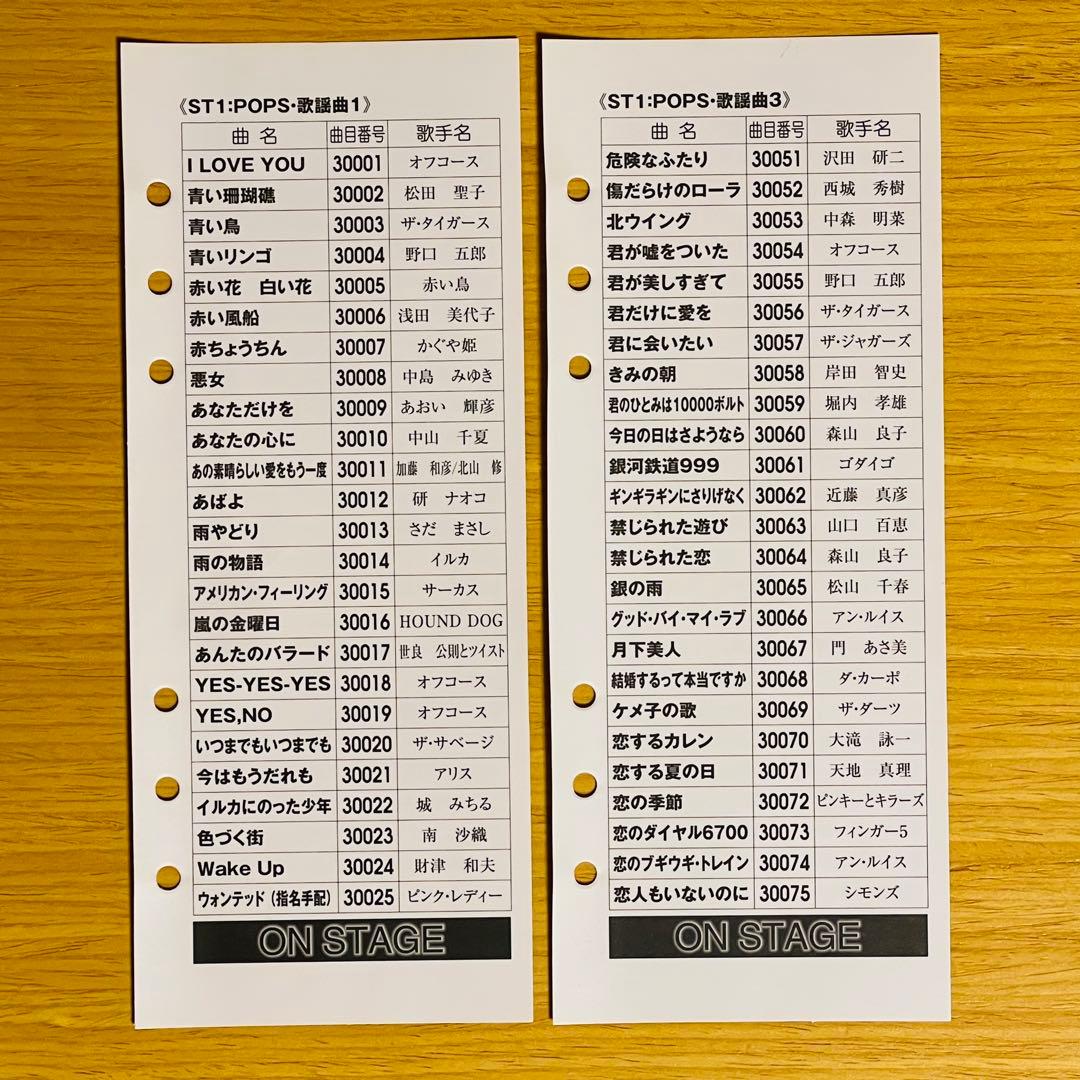 《ST1:POPS・歌謡曲1》
曲 名 曲目番号 歌手名
I LOVE YOU 30001 オフコース
青い珊瑚礁 30002 松田 聖子
青い鳥 30003 ザ・タイガース
青いリンゴ 30004 野口 五郎
赤い花 白い花 30005 赤い鳥
赤い風船 30006 浅田 美代子
赤ちょうちん 30007 かぐや姫
悪女 30008 中島 みゆき
あなただけを 30009 あおい 輝彦
あなたの心に 30010 中山 千夏
あの素晴らしい愛をもう一度 30011 加藤 和彦/北山 修
あばよ 30012 研 ナオコ
雨やどり 30013 さだ まさし
雨の物語 30014 イルカ
アメリカン・フィーリング 30015 サーカス
嵐の金曜日 30016 HOUND DOG
あんたのバラード 30017 世良 公則とツイスト
YES-YES-YES 30018 オフコース
YES,NO 30019 オフコース
いつまでもいつまでも 30020 ザ・サベージ
今はもうだれも 30021 アリス
イルカにのった少年 30022 城 みちる
色づく街 30023 南 沙織
Wake Up 30024 財津 和夫
ウォンテッド(指名手配) 30025 ピンク・レディー
ON STAGE
《ST1:POPS・歌謡曲3》
曲 名 曲目番号 歌手名
危険なふたり 30051 沢田 研二
傷だらけのローラ 30052 西城 秀樹
北ウイング 30053 中森 明菜
君が嘘をついた 30054 オフコース
君が美しすぎて 30055 野口 五郎
君だけに愛を 30056 ザ・タイガース
君に会いたい 30057 ザ・ジャガーズ
きみの朝 30058 岸田 智史
君のひとみは10000ボルト 30059 堀内 孝雄
今日の日はさようなら 30060 森山 良子
銀河鉄道999 30061 ゴダイゴ
ギンギラギンにさりげなく 30062 近藤 真彦
禁じられた遊び 30063 山口 百恵
禁じられた恋 30064 森山 良子
銀の雨 30065 松山 千春
グッド・バイ・マイ・ラブ 30066 アン・ルイス
月下美人 30067 門 あさ美
結婚するって本当ですか 30068 ダ・カーポ
ケメ子の歌 30069 ザ・ダーツ
恋するカレン 30070 大滝 詠一
恋する夏の日 30071 天地 真理
恋の季節 30072 ピンキーとキラーズ
恋のダイヤル6700 30073 フィンガー5
恋のブギウギ・トレイン 30074 アン・ルイス
恋人もいないのに 30075 シモンズ
ON STAGE